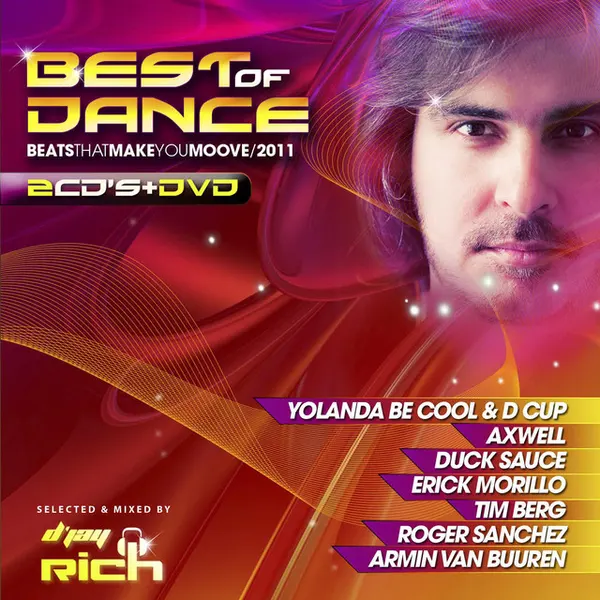 BEST OF
DANCE
BEATSTHATMAKEYOUMOOVE/2011
2CD'S+DVD
YOLANDA BE COOL & D CUP
AXWELL
DUCK SAUCE
ERICK MORILLO
TIM BERG
ROGER SANCHEZ
ARMIN VAN BUUREN
SELECTED & MIXED BY
D'JAY
RICH